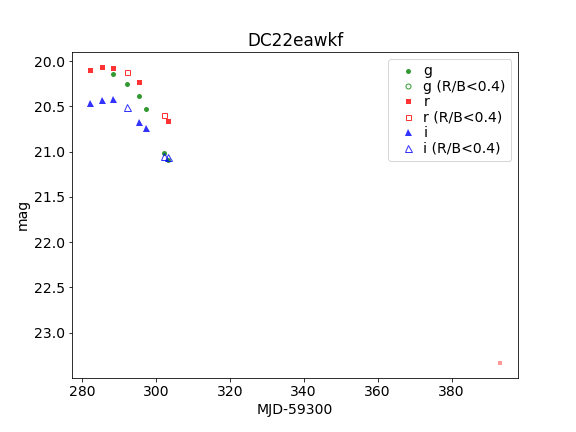 DC22eawkf
g
g (R/B<0.4)
r
r (R/B<0.4)
i
i (R/B<0.4)
20.0
20.5
21.0
21.5
22.0
22.5
23.0
mag
280
300
320
340
360
380
MJD-59300